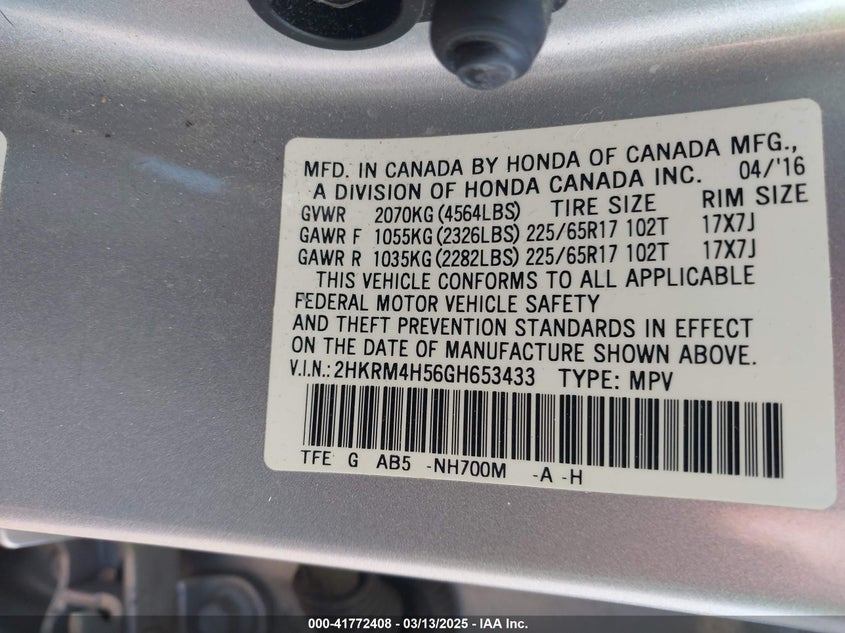 MFD. IN CANADA BY HONDA OF CANADA MFG.,
A DIVISION OF HONDA CANADA INC. 04/'16
GVWR 2070KG (4564LBS) TIRE SIZE RIM SIZE
GAWR F 1055KG (2326LBS) 225/65R17 102T 17X7J
GAWR R 1035KG (2282LBS) 225/65R17 102T 17X7J
THIS VEHICLE CONFORMS TO ALL APPLICABLE
FEDERAL MOTOR VEHICLE SAFETY
AND THEFT PREVENTION STANDARDS IN EFFECT
ON THE DATE OF MANUFACTURE SHOWN ABOVE.
V.I.N.: 2HKRM4H56GH653433 TYPE: MPV
TFE G AB5 -NH700M -A -H
000-41772408 | 03/13/2025 | IAA Inc.